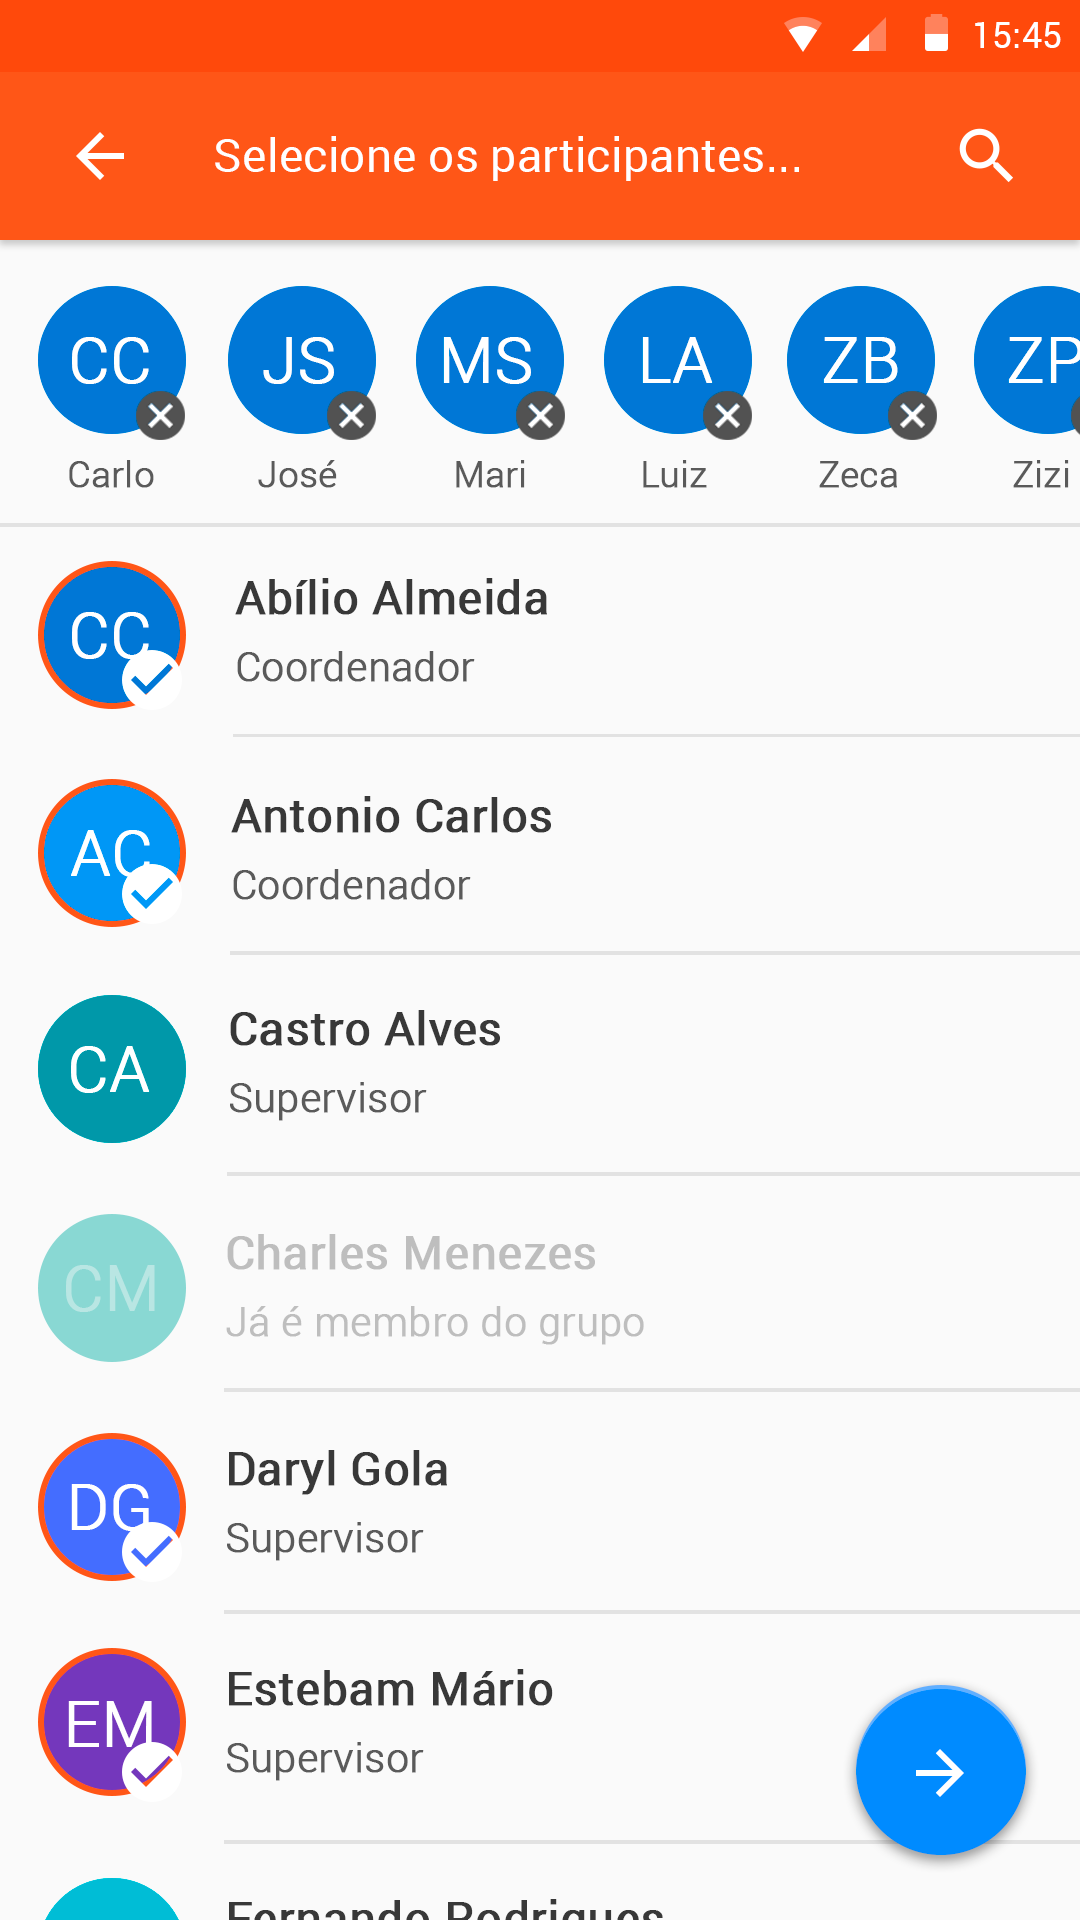 15:45
Selecione os participantes...
CC JS MS LA ZB ZP
Carlo José Mari Luiz Zeca Zizi
CC
Abílio Almeida
Coordenador
AC
Antonio Carlos
Coordenador
CA
Castro Alves
Supervisor
CM
Charles Menezes
Já é membro do grupo
DG
Daryl Gola
Supervisor
EM
Estebam Mário
Supervisor
Fernando Rodrigues